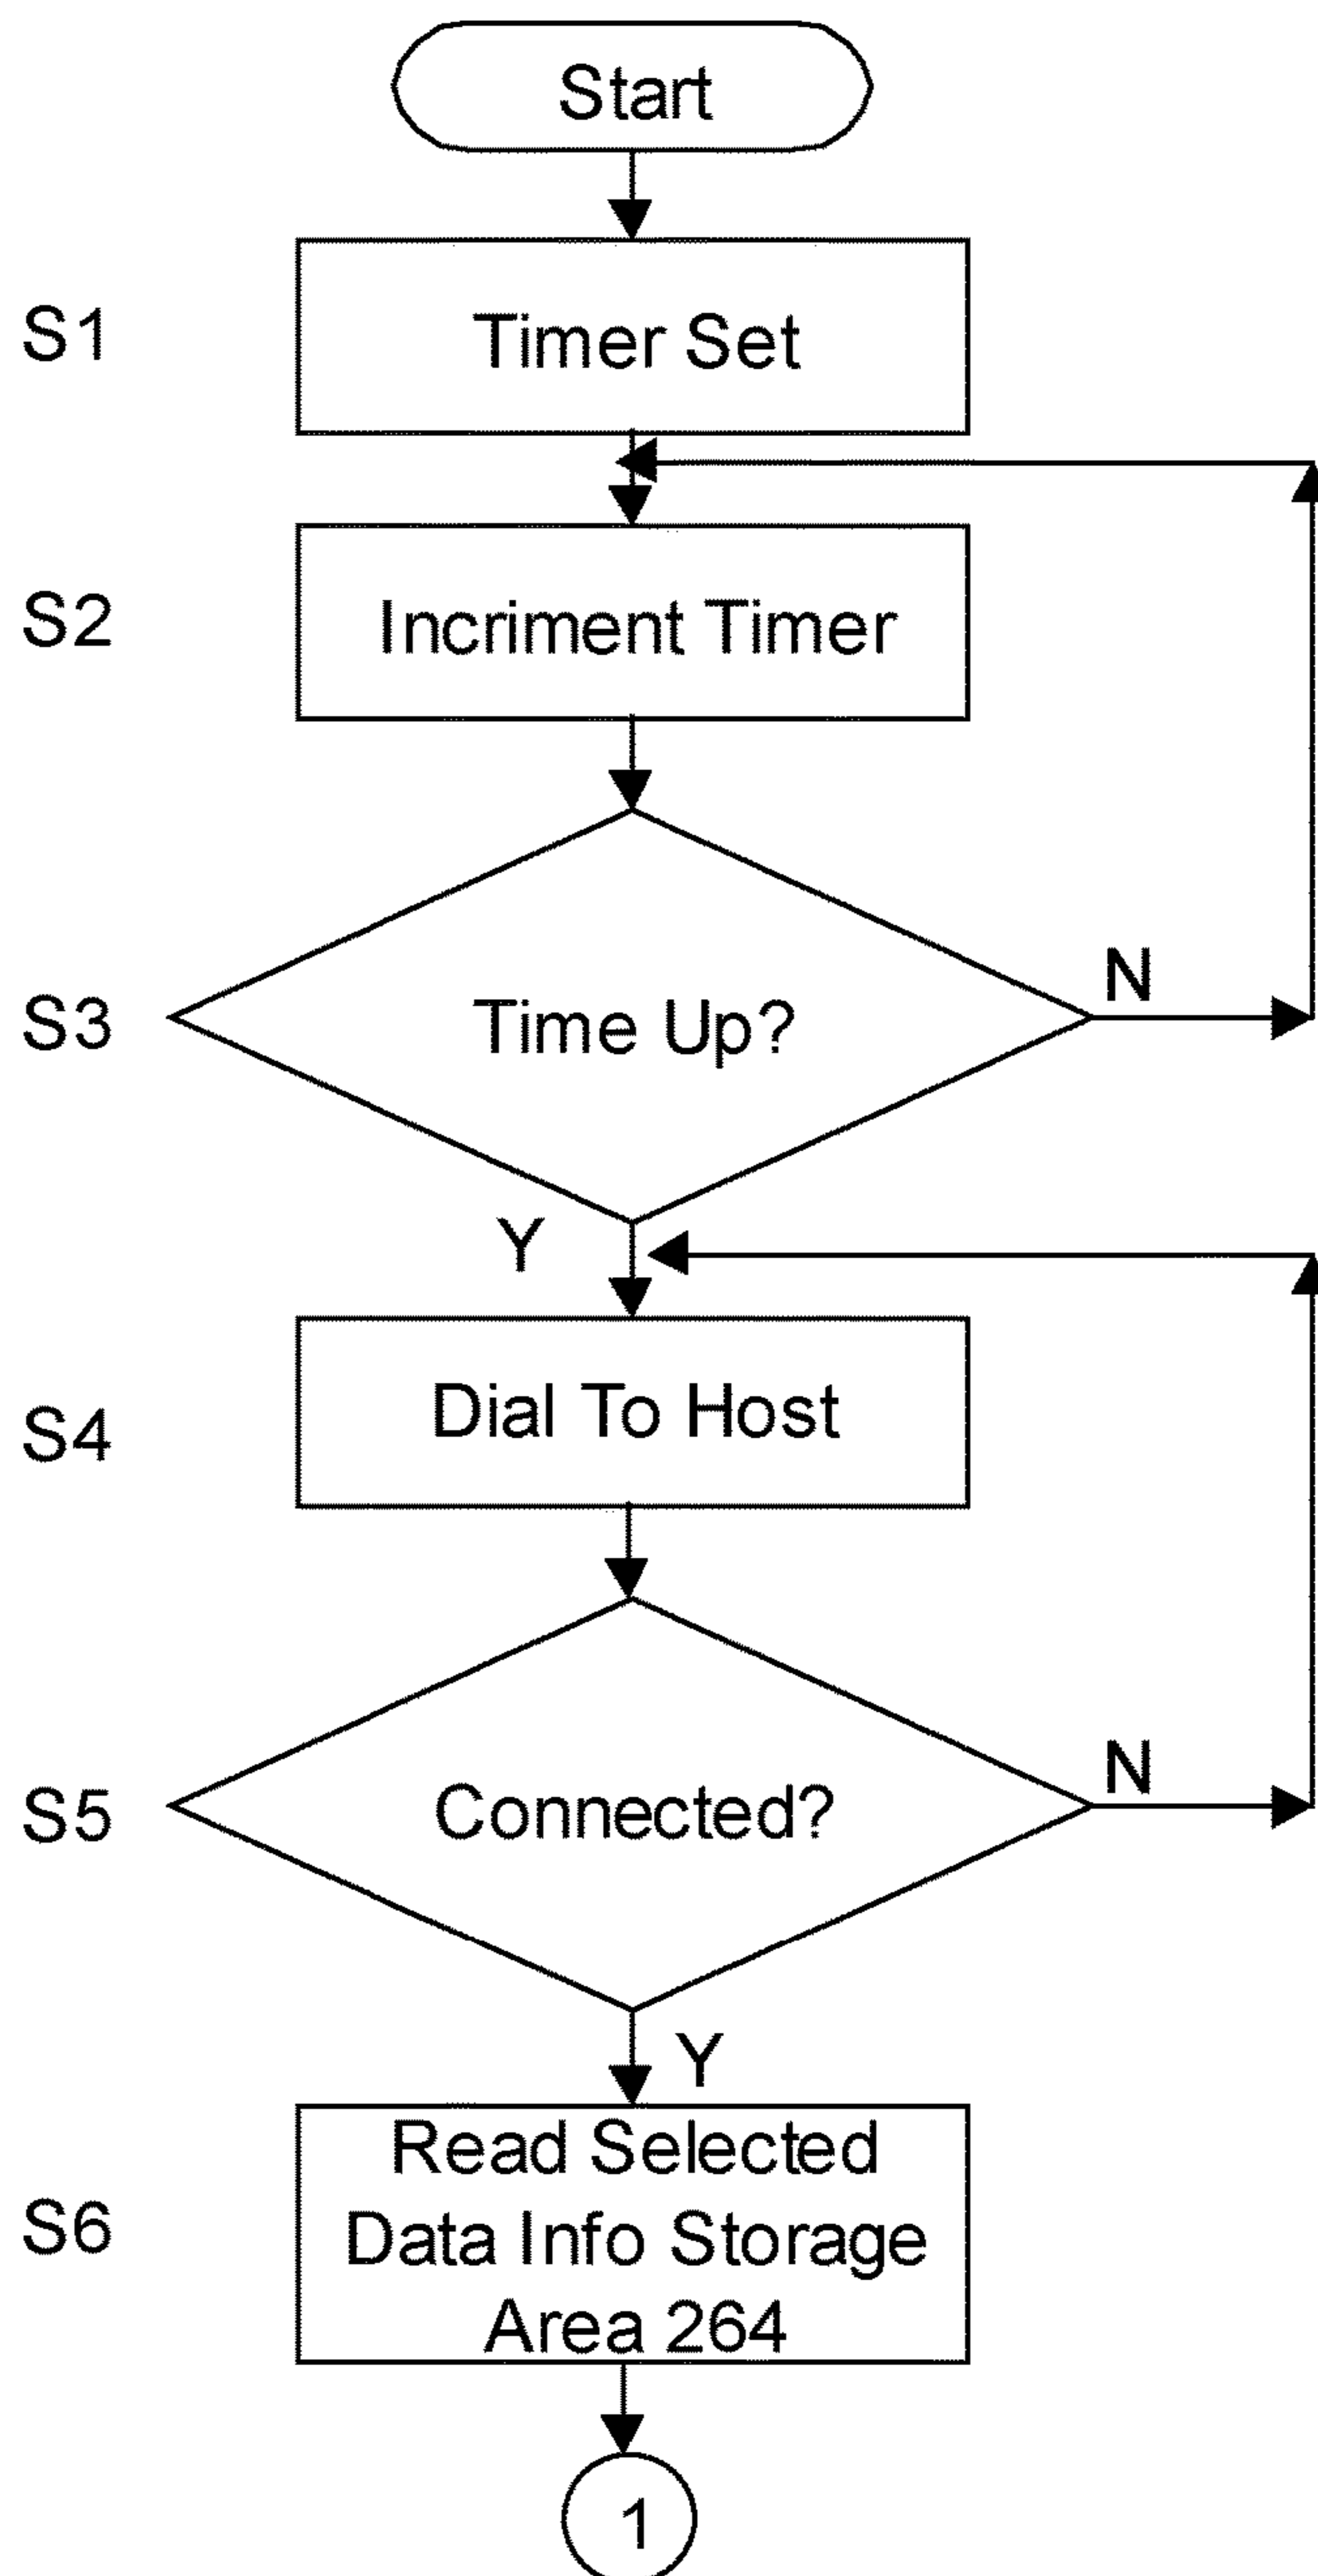 Start
S1
Timer Set
S2
Incriment Timer
S3
Time Up?
N
Y
S4
Dial To Host
S5
Connected?
N
Y
S6
Read Selected
Data Info Storage
Area 264
1